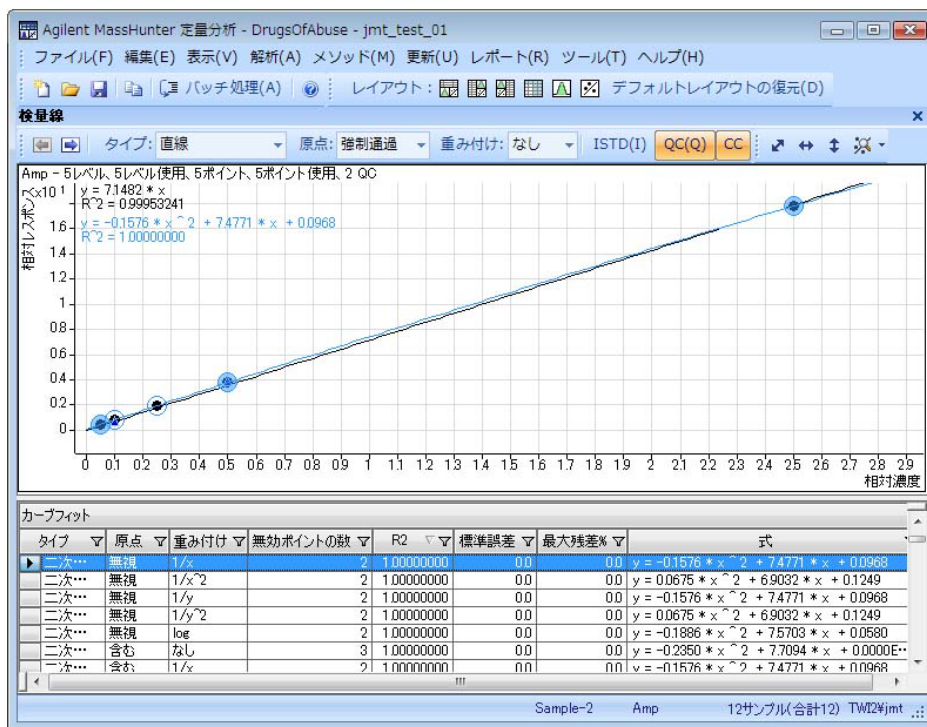 Agilent MassHunter 定量分析 - DrugsOfAbuse - jmt_test_01
ファイル(F) 編集(E) 表示(V) 解析(A) メソッド(M) 更新(U) レポート(R) ツール(T) ヘルプ(H)
バッチ処理(A) レイアウト： デフォルトレイアウトの復元(D)
検量線
タイプ: 直線 原点: 強制通過 重み付け: なし ISTD(I) QC(Q) CC
Amp - 5レベル、5レベル使用、5ポイント、5ポイント使用、2 QC
相対レスポンス
x10 1
y = 7.1482 * x
R^2 = 0.99953241
y = -0.1576 * x ^ 2 + 7.4771 * x + 0.0968
R^2 = 1.00000000
1.6
1.4
1.2
1
0.8
0.6
0.4
0.2
0
0 0.1 0.2 0.3 0.4 0.5 0.6 0.7 0.8 0.9 1 1.1 1.2 1.3 1.4 1.5 1.6 1.7 1.8 1.9 2 2.1 2.2 2.3 2.4 2.5 2.6 2.7 2.8 2.9
相対濃度
カーブフィット
タイプ 原点 重み付け 無効ポイントの数 R2 標準誤差 最大残差% 式
二次… 無視 1/x 2 1.00000000 0.0 0.0 y = -0.1576 * x ^ 2 + 7.4771 * x + 0.0968
二次… 無視 1/x^2 2 1.00000000 0.0 0.0 y = 0.0675 * x ^ 2 + 6.9032 * x + 0.1249
二次… 無視 1/y 2 1.00000000 0.0 0.0 y = -0.1576 * x ^ 2 + 7.4771 * x + 0.0968
二次… 無視 1/y^2 2 1.00000000 0.0 0.0 y = 0.0675 * x ^ 2 + 6.9032 * x + 0.1249
二次… 無視 log 2 1.00000000 0.0 0.0 y = -0.1886 * x ^ 2 + 7.5703 * x + 0.0580
二次… 含む なし 3 1.00000000 0.0 0.0 y = -0.2350 * x ^ 2 + 7.7094 * x + 0.0000E…
二次… 含む 1/x 2 1.00000000 0.0 0.0 y = -0.1576 * x ^ 2 + 7.4771 * x + 0.0968
Sample-2 Amp 12サンプル(合計12) TWI2¥jmt